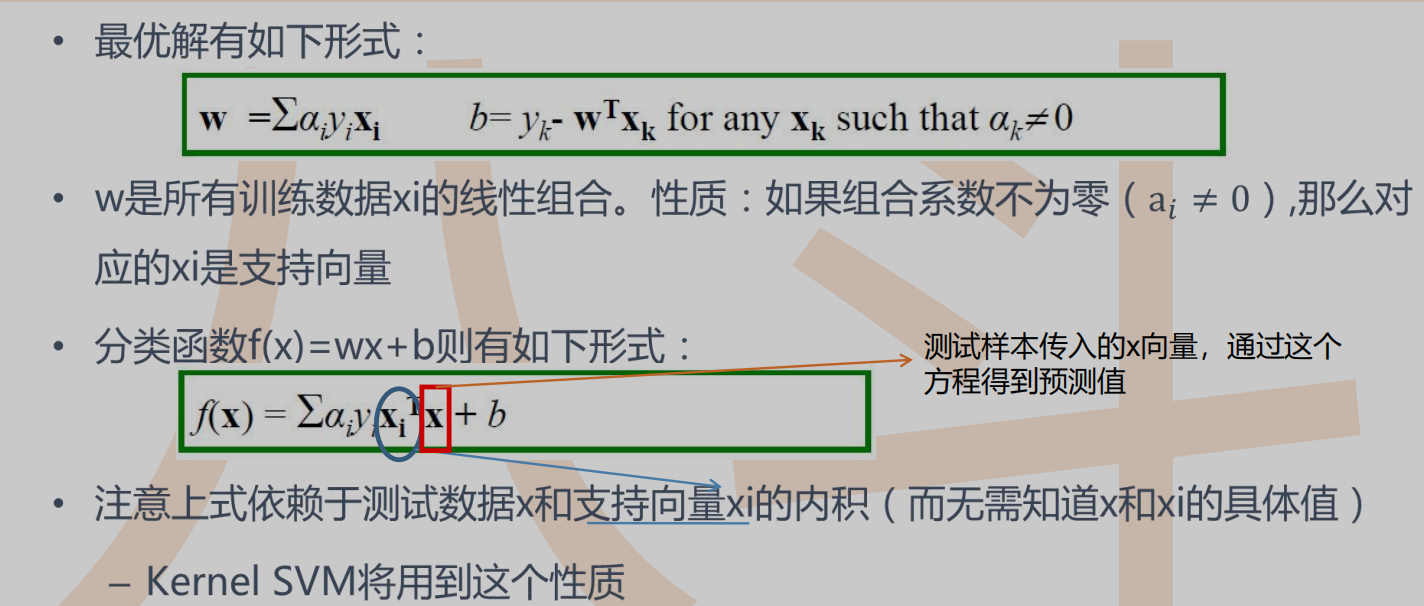 • 最优解有如下形式：
w =Σαᵢyᵢxᵢ b= yₖ- wᵀxₖ for any xₖ such that αₖ≠ 0
• w是所有训练数据xi的线性组合。性质：如果组合系数不为零（aᵢ ≠ 0）,那么对
应的xi是支持向量
• 分类函数f(x)=wx+b则有如下形式：
测试样本传入的x向量，通过这个
方程得到预测值
f(x) = Σαᵢyᵢxᵢᵀx + b
• 注意上式依赖于测试数据x和支持向量xi的内积（而无需知道x和xi的具体值）
– Kernel SVM将用到这个性质